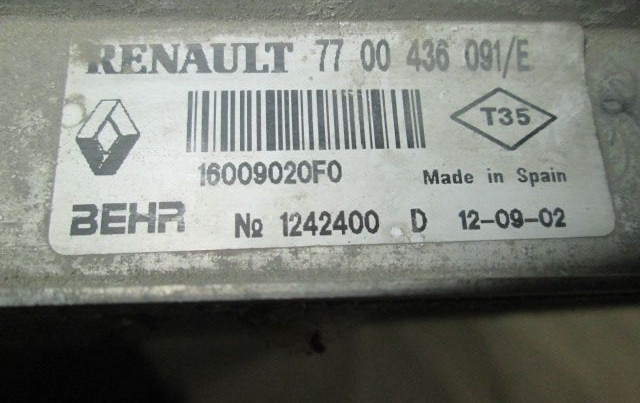 RENAULT 77 00 436 091/E
T35
16009020F0
Made in Spain
BEHR № 1242400 D 12-09-02